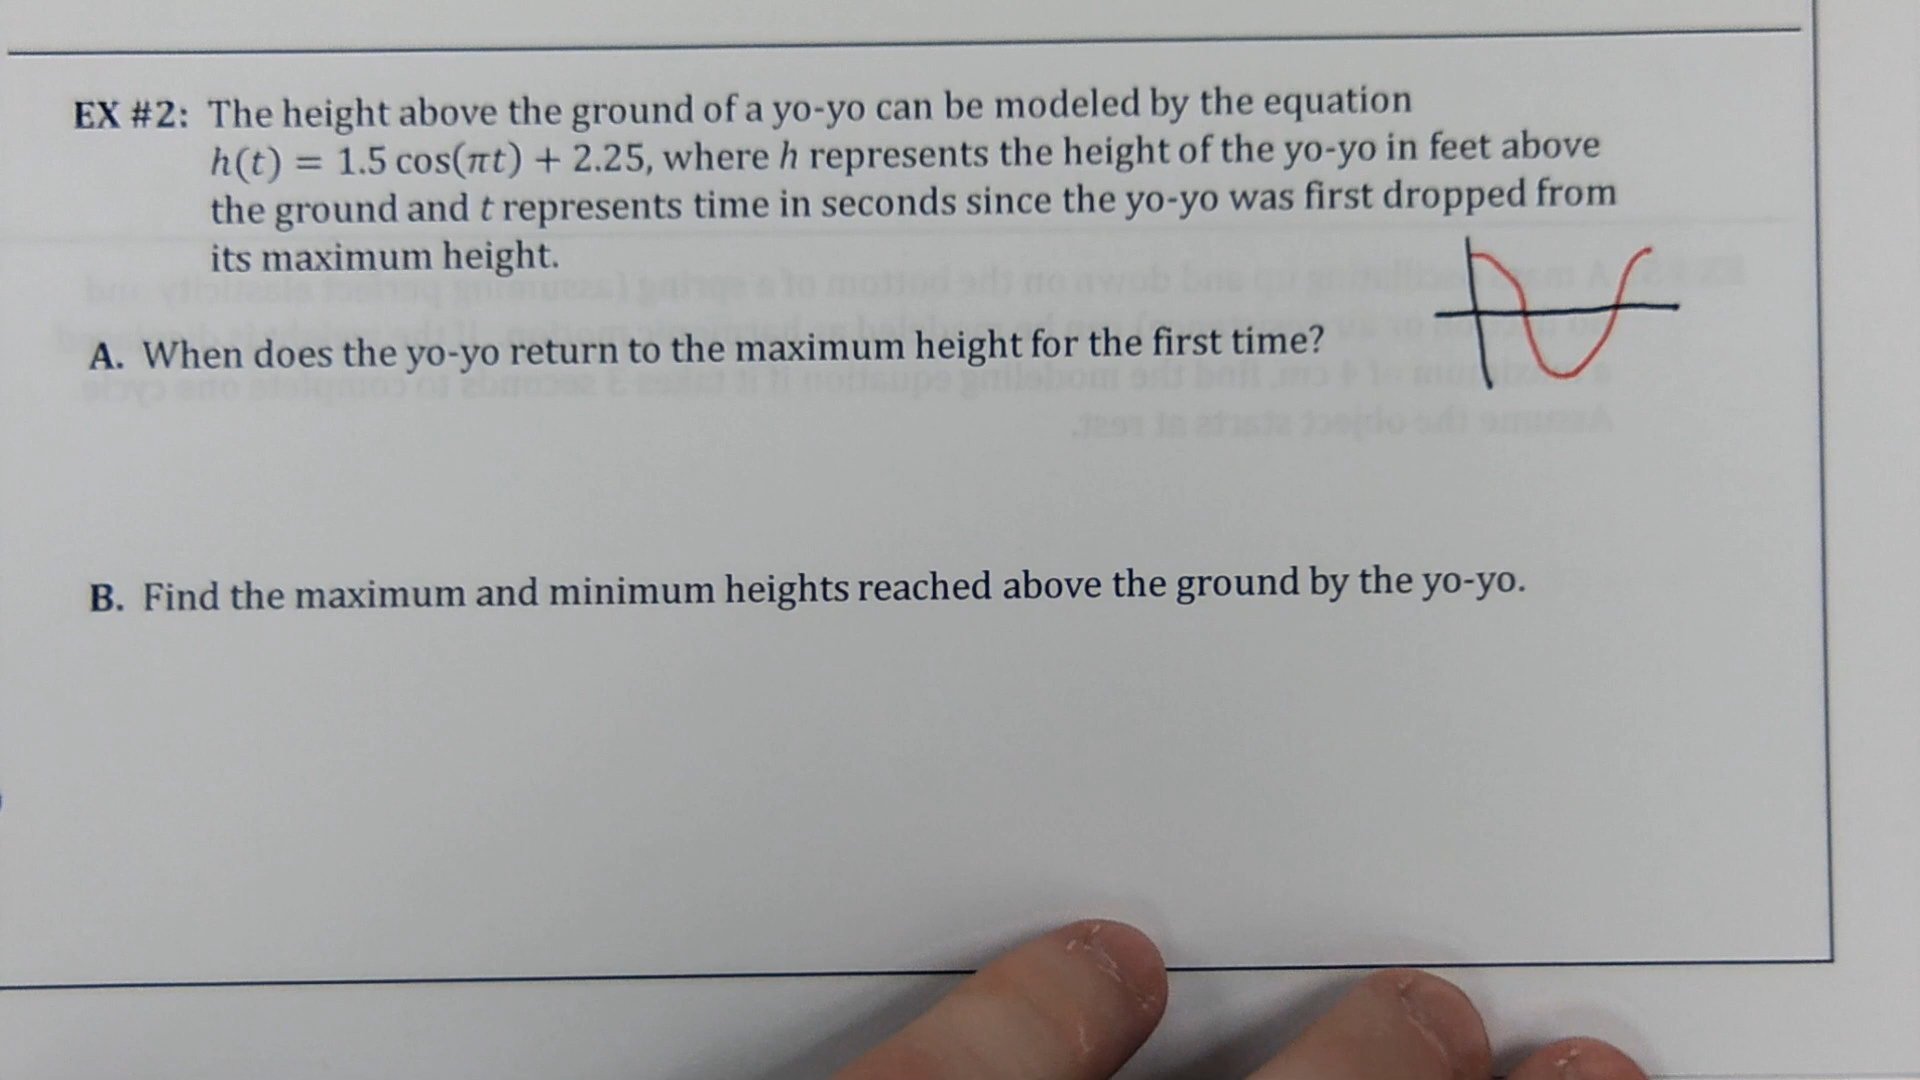 EX #2: The height above the ground of a yo-yo can be modeled by the equation
h(t) = 1.5 cos(πt) + 2.25, where h represents the height of the yo-yo in feet above
the ground and t represents time in seconds since the yo-yo was first dropped from
its maximum height.
A. When does the yo-yo return to the maximum height for the first time?
B. Find the maximum and minimum heights reached above the ground by the yo-yo.